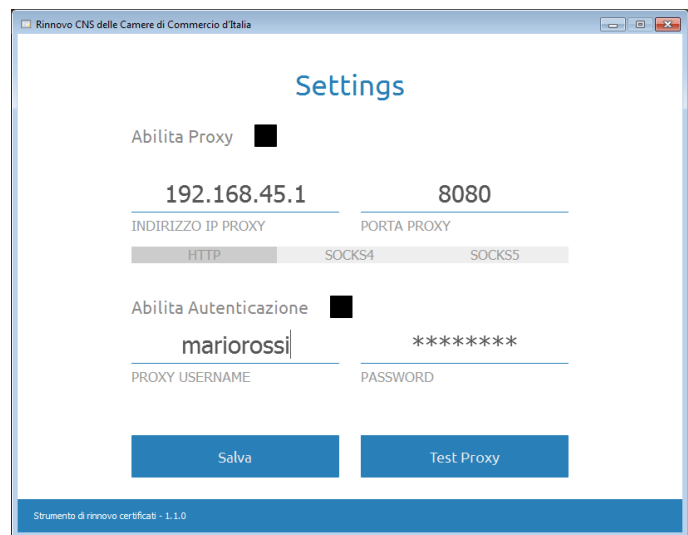 Rinnovo CNS delle Camere di Commercio d'Italia
Settings
Abilita Proxy
192.168.45.1 8080
INDIRIZZO IP PROXY PORTA PROXY
HTTP SOCKS4 SOCKS5
Abilita Autenticazione
mariorossi ********
PROXY USERNAME PASSWORD
Salva Test Proxy
Strumento di rinnovo certificati - 1.1.0